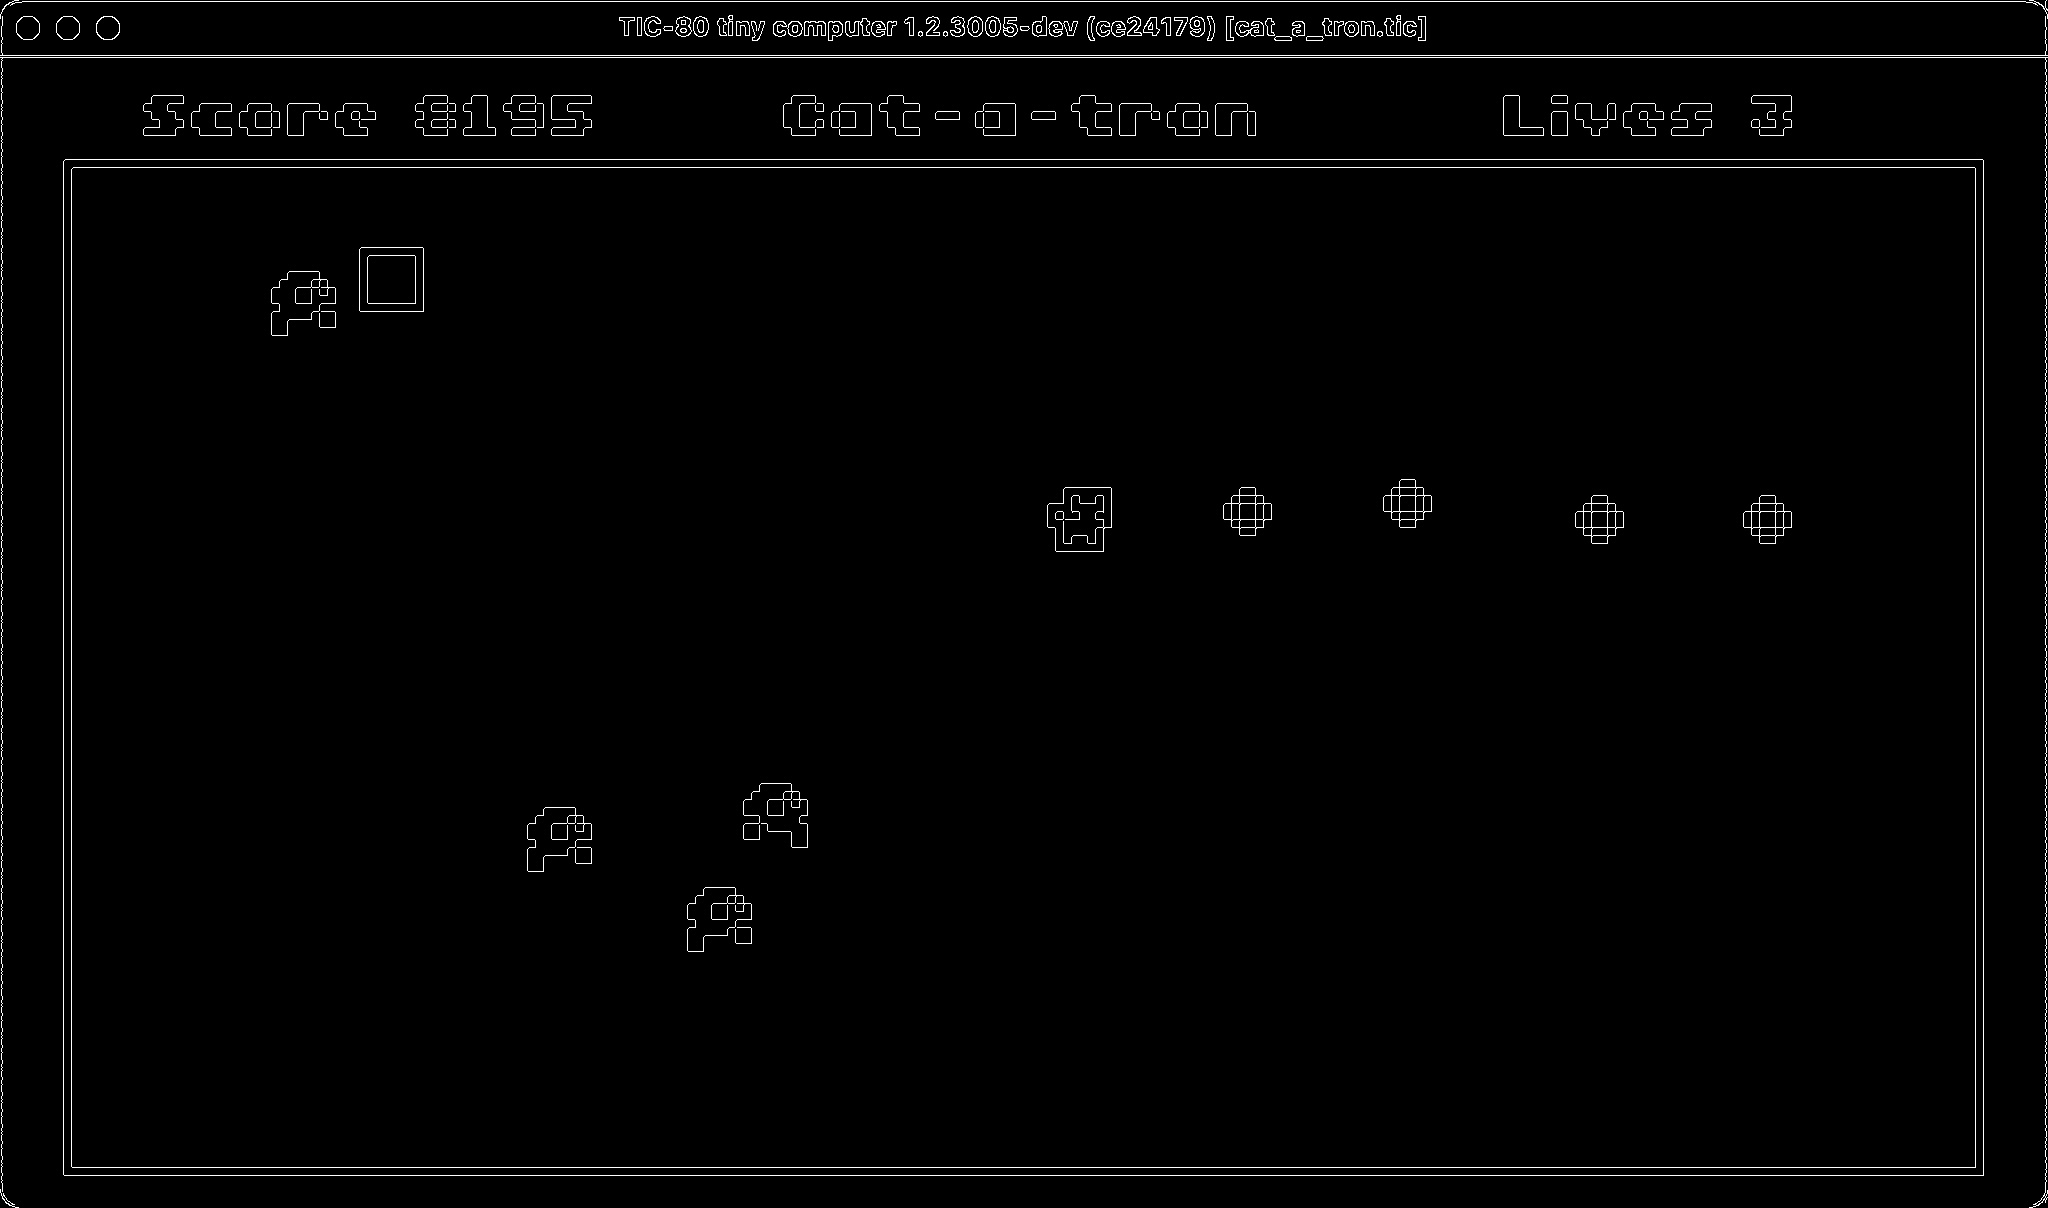 TIC-80 tiny computer 1.2.3005-dev (ce24179) [cat_a_tron.tic]
Score 8195 Cat-a-tron Lives 3